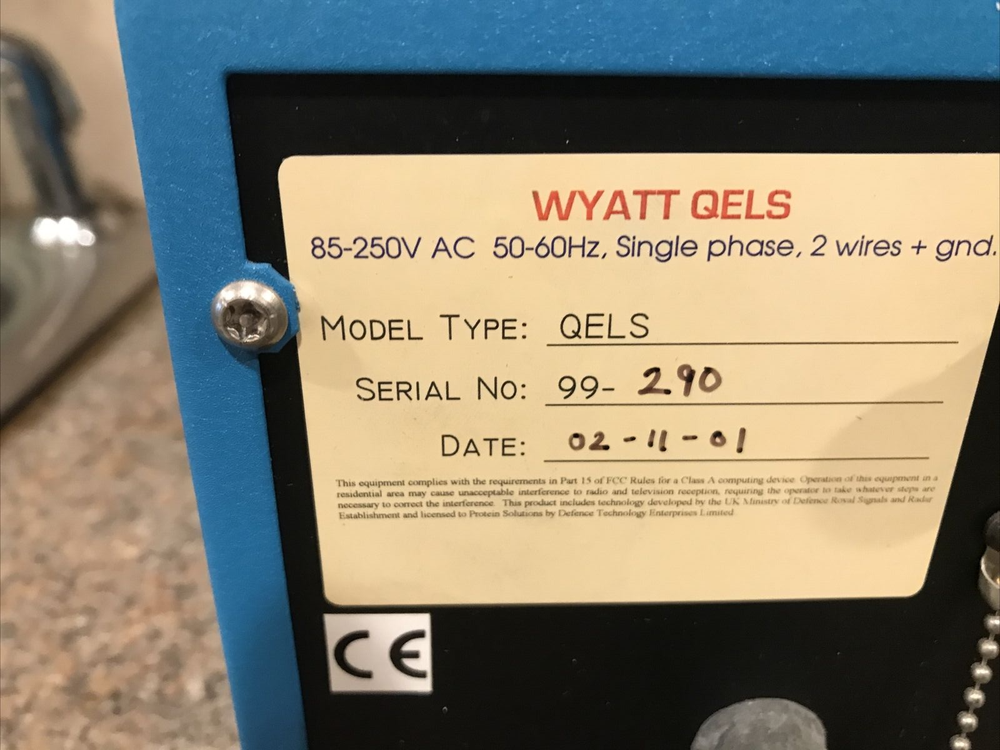 WYATT QELS
85-250V AC 50-60Hz, Single phase, 2 wires + gnd.
MODEL TYPE: QELS
SERIAL NO: 99- 290
DATE: 02-11-01
This equipment complies with the requirements in Part 15 of FCC Rules for a Class A computing device. Operation of this equipment in a
residential area may cause unacceptable interference to radio and television reception, requiring the operator to take whatever steps are
necessary to correct the interference. This product includes technology developed by the UK Ministry of Defence Royal Signals and Radar
Establishment and licensed to Protein Solutions by Defence Technology Enterprises Limited
CE